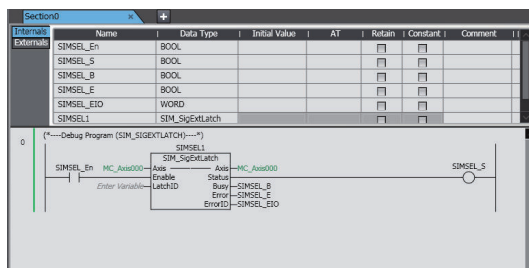 Section0 × +
Internals Name Data Type Initial Value AT Retain Constant Comment
Externals
SIMSEL_En BOOL
SIMSEL_S BOOL
SIMSEL_B BOOL
SIMSEL_E BOOL
SIMSEL_EIO WORD
SIMSEL1 SIM_SigExtLatch
0 (*----Debug Program (SIM_SIGEXTLATCH)----*)
SIMSEL1
SIM_SigExtLatch
SIMSEL_En MC_Axis000 Axis Axis MC_Axis000 SIMSEL_S
Enable Status
Enter Variable LatchID Busy SIMSEL_B
Error SIMSEL_E
ErrorID SIMSEL_EIO